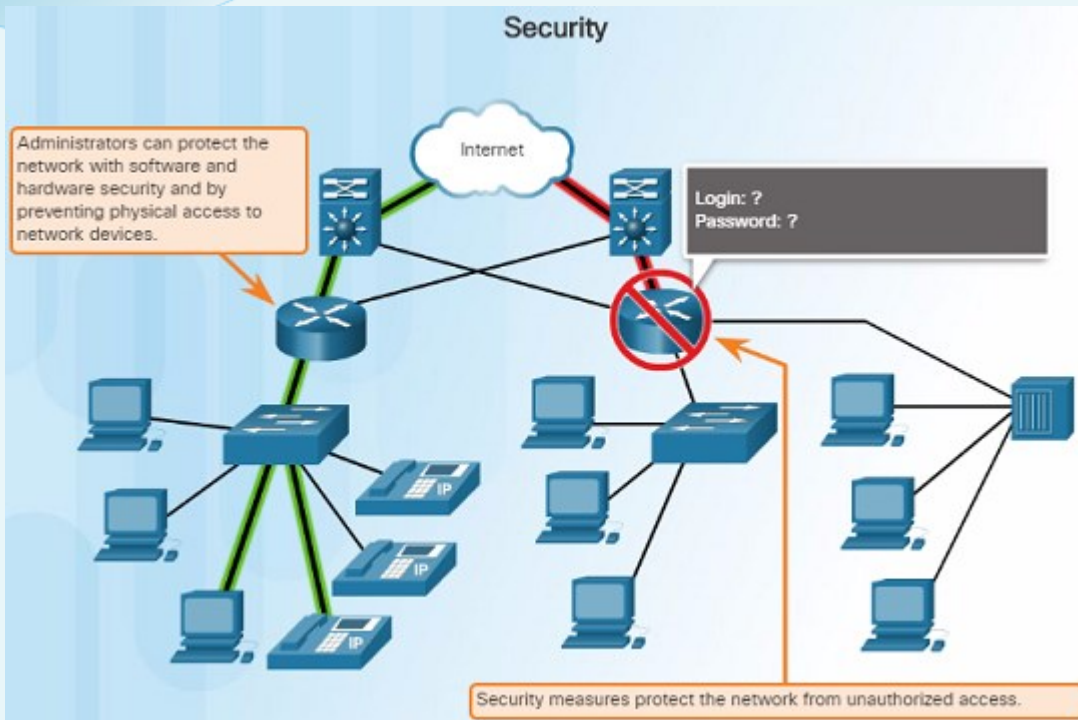 Security
Administrators can protect the
network with software and
hardware security and by
preventing physical access to
network devices.
Internet
Login: ?
Password: ?
IP
IP
IP
Security measures protect the network from unauthorized access.